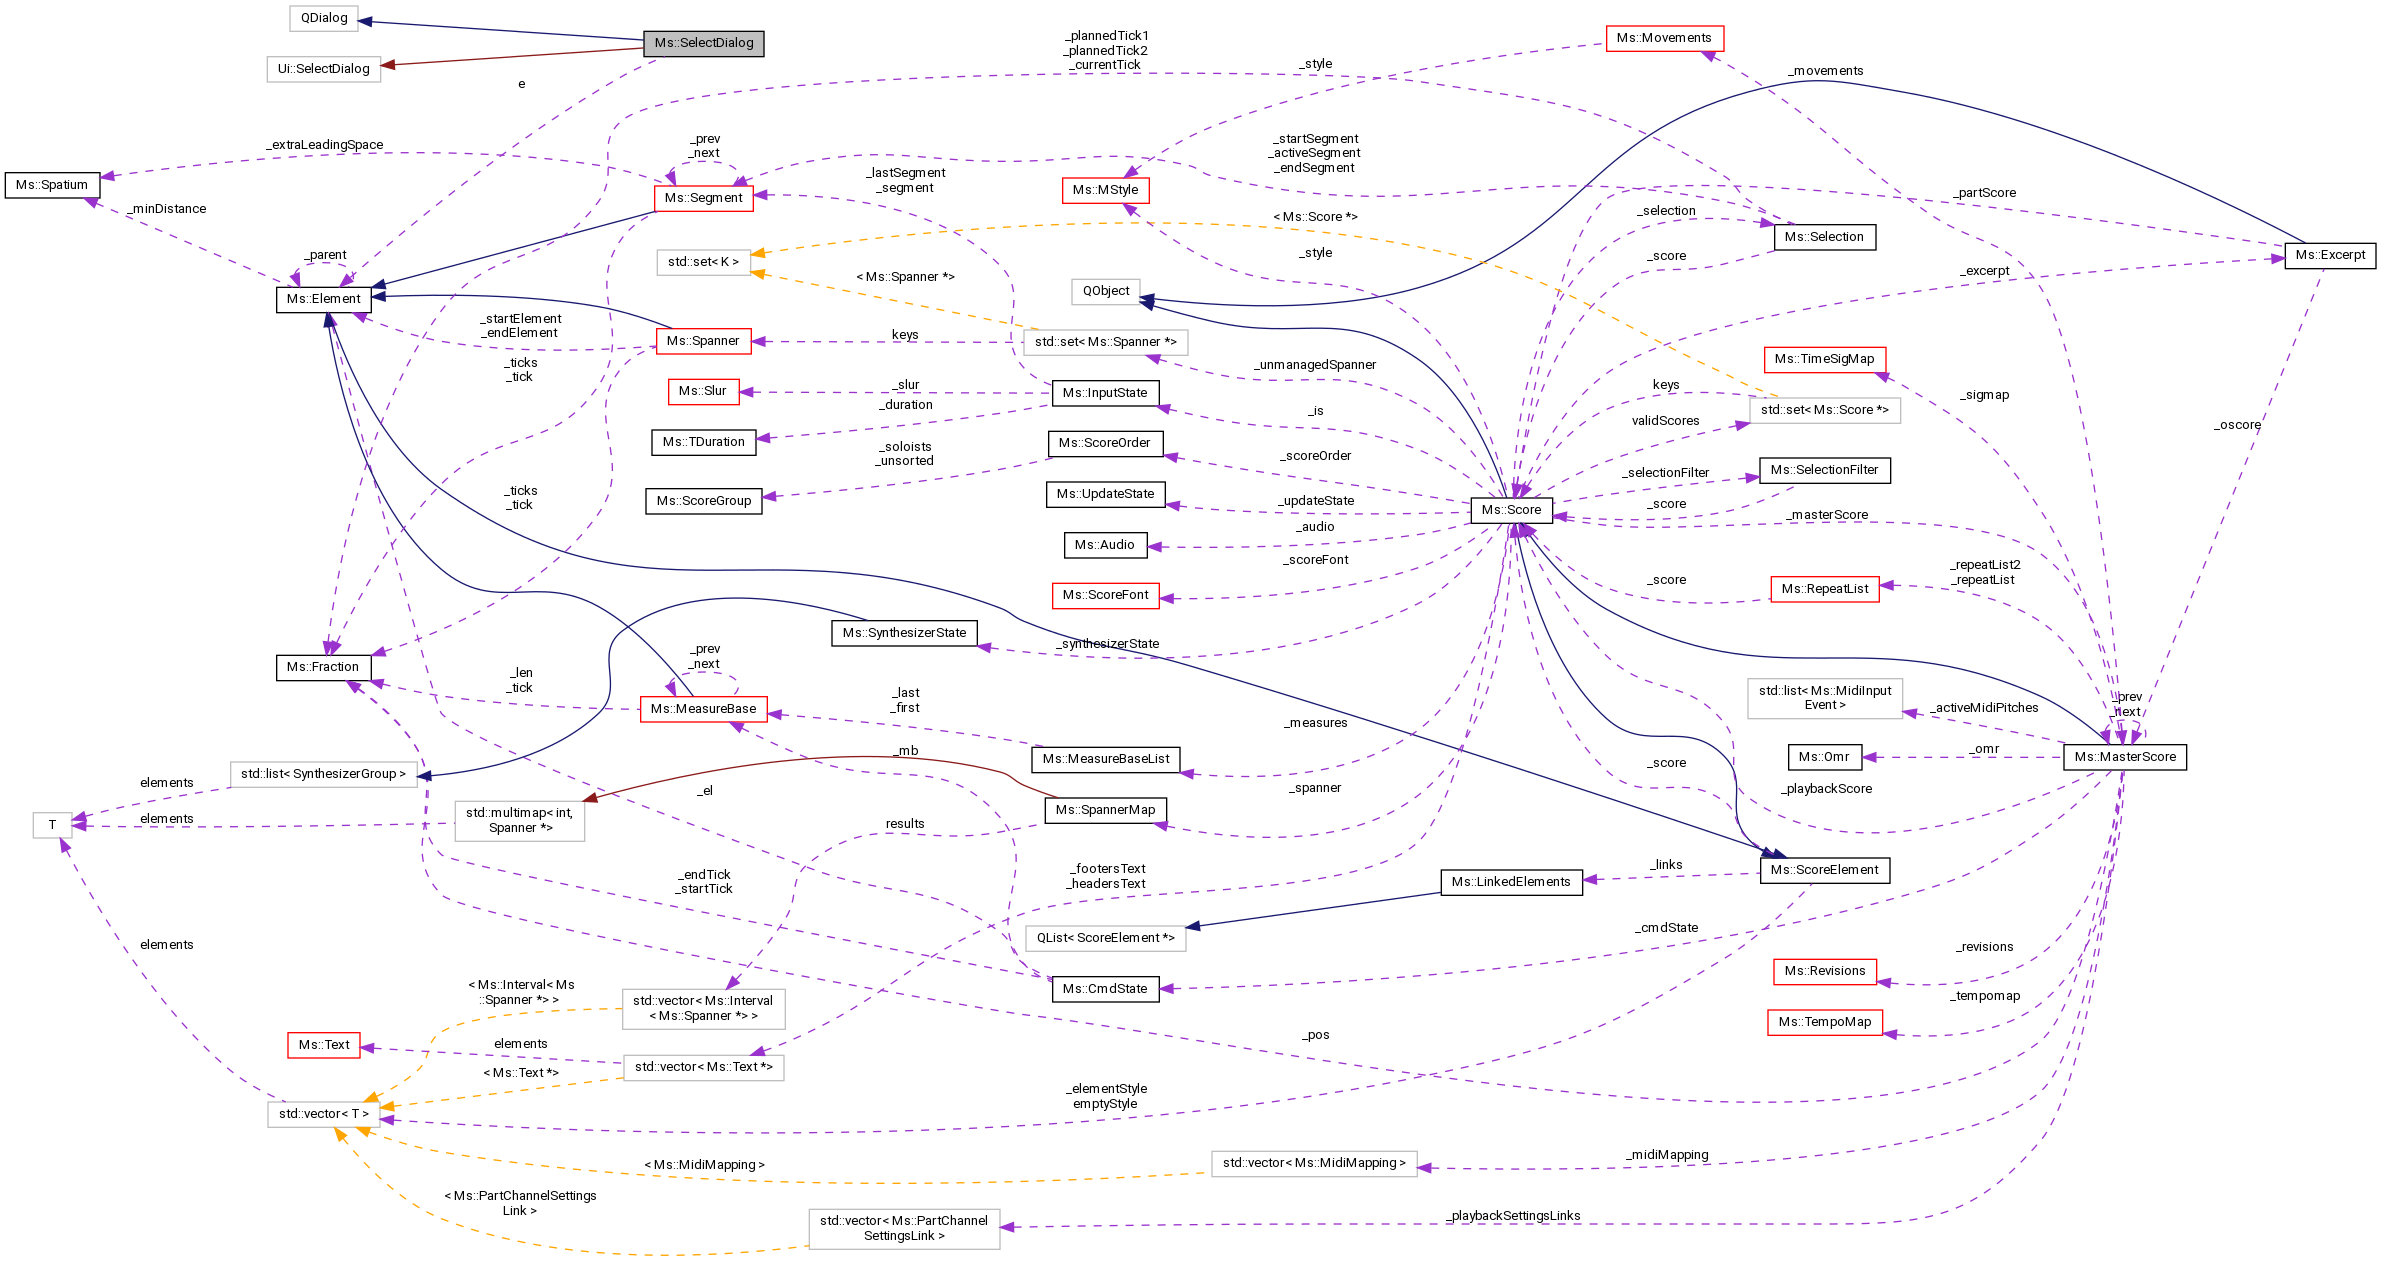 QDialog
Ms::SelectDialog
Ui::SelectDialog
e
_plannedTick1
_plannedTick2
_currentTick
_style
Ms::Movements
_movements
_extraLeadingSpace
_prev
_next
_startSegment
_activeSegment
_endSegment
Ms::Spatium
Ms::Segment
_lastSegment
_segment
Ms::MStyle
_partScore
_minDistance
_selection
< Ms::Score *>
Ms::Selection
_parent
std::set< K >
_style
_score
Ms::Excerpt
< Ms::Spanner *>
_excerpt
Ms::Element
QObject
_startElement
_endElement
Ms::Spanner
keys
std::set< Ms::Spanner *>
_ticks
_tick
_unmanagedSpanner
Ms::TimeSigMap
Ms::Slur
_slur
Ms::InputState
keys
_sigmap
_duration
_is
std::set< Ms::Score *>
validScores
_oscore
Ms::TDuration
Ms::ScoreOrder
_soloists
_unsorted
_scoreOrder
_selectionFilter
Ms::SelectionFilter
_ticks
_tick
Ms::ScoreGroup
Ms::UpdateState
_updateState
Ms::Score
_score
_masterScore
_audio
Ms::Audio
_scoreFont
Ms::ScoreFont
_score
Ms::RepeatList
_repeatList2
_repeatList
Ms::SynthesizerState
_synthesizerState
Ms::Fraction
_len
_tick
_prev
_next
Ms::MeasureBase
_last
_first
std::list< Ms::MidiInput
Event >
_activeMidiPitches
_prev
_next
_measures
_mb
Ms::MeasureBaseList
Ms::Omr
_omr
Ms::MasterScore
std::list< SynthesizerGroup >
elements
_el
_score
_spanner
_playbackScore
T
elements
std::multimap< int,
Spanner *>
Ms::SpannerMap
results
_endTick
_startTick
_footersText
_headersText
_links
Ms::LinkedElements
Ms::ScoreElement
QList< ScoreElement *>
_cmdState
elements
_revisions
Ms::Revisions
< Ms::Interval< Ms
::Spanner *> >
std::vector< Ms::Interval
< Ms::Spanner *> >
Ms::CmdState
_tempomap
Ms::TempoMap
Ms::Text
elements
std::vector< Ms::Text *>
_pos
< Ms::Text *>
_elementStyle
emptyStyle
std::vector< T >
< Ms::MidiMapping >
std::vector< Ms::MidiMapping >
_midiMapping
< Ms::PartChannelSettings
Link >
std::vector< Ms::PartChannel
SettingsLink >
_playbackSettingsLinks